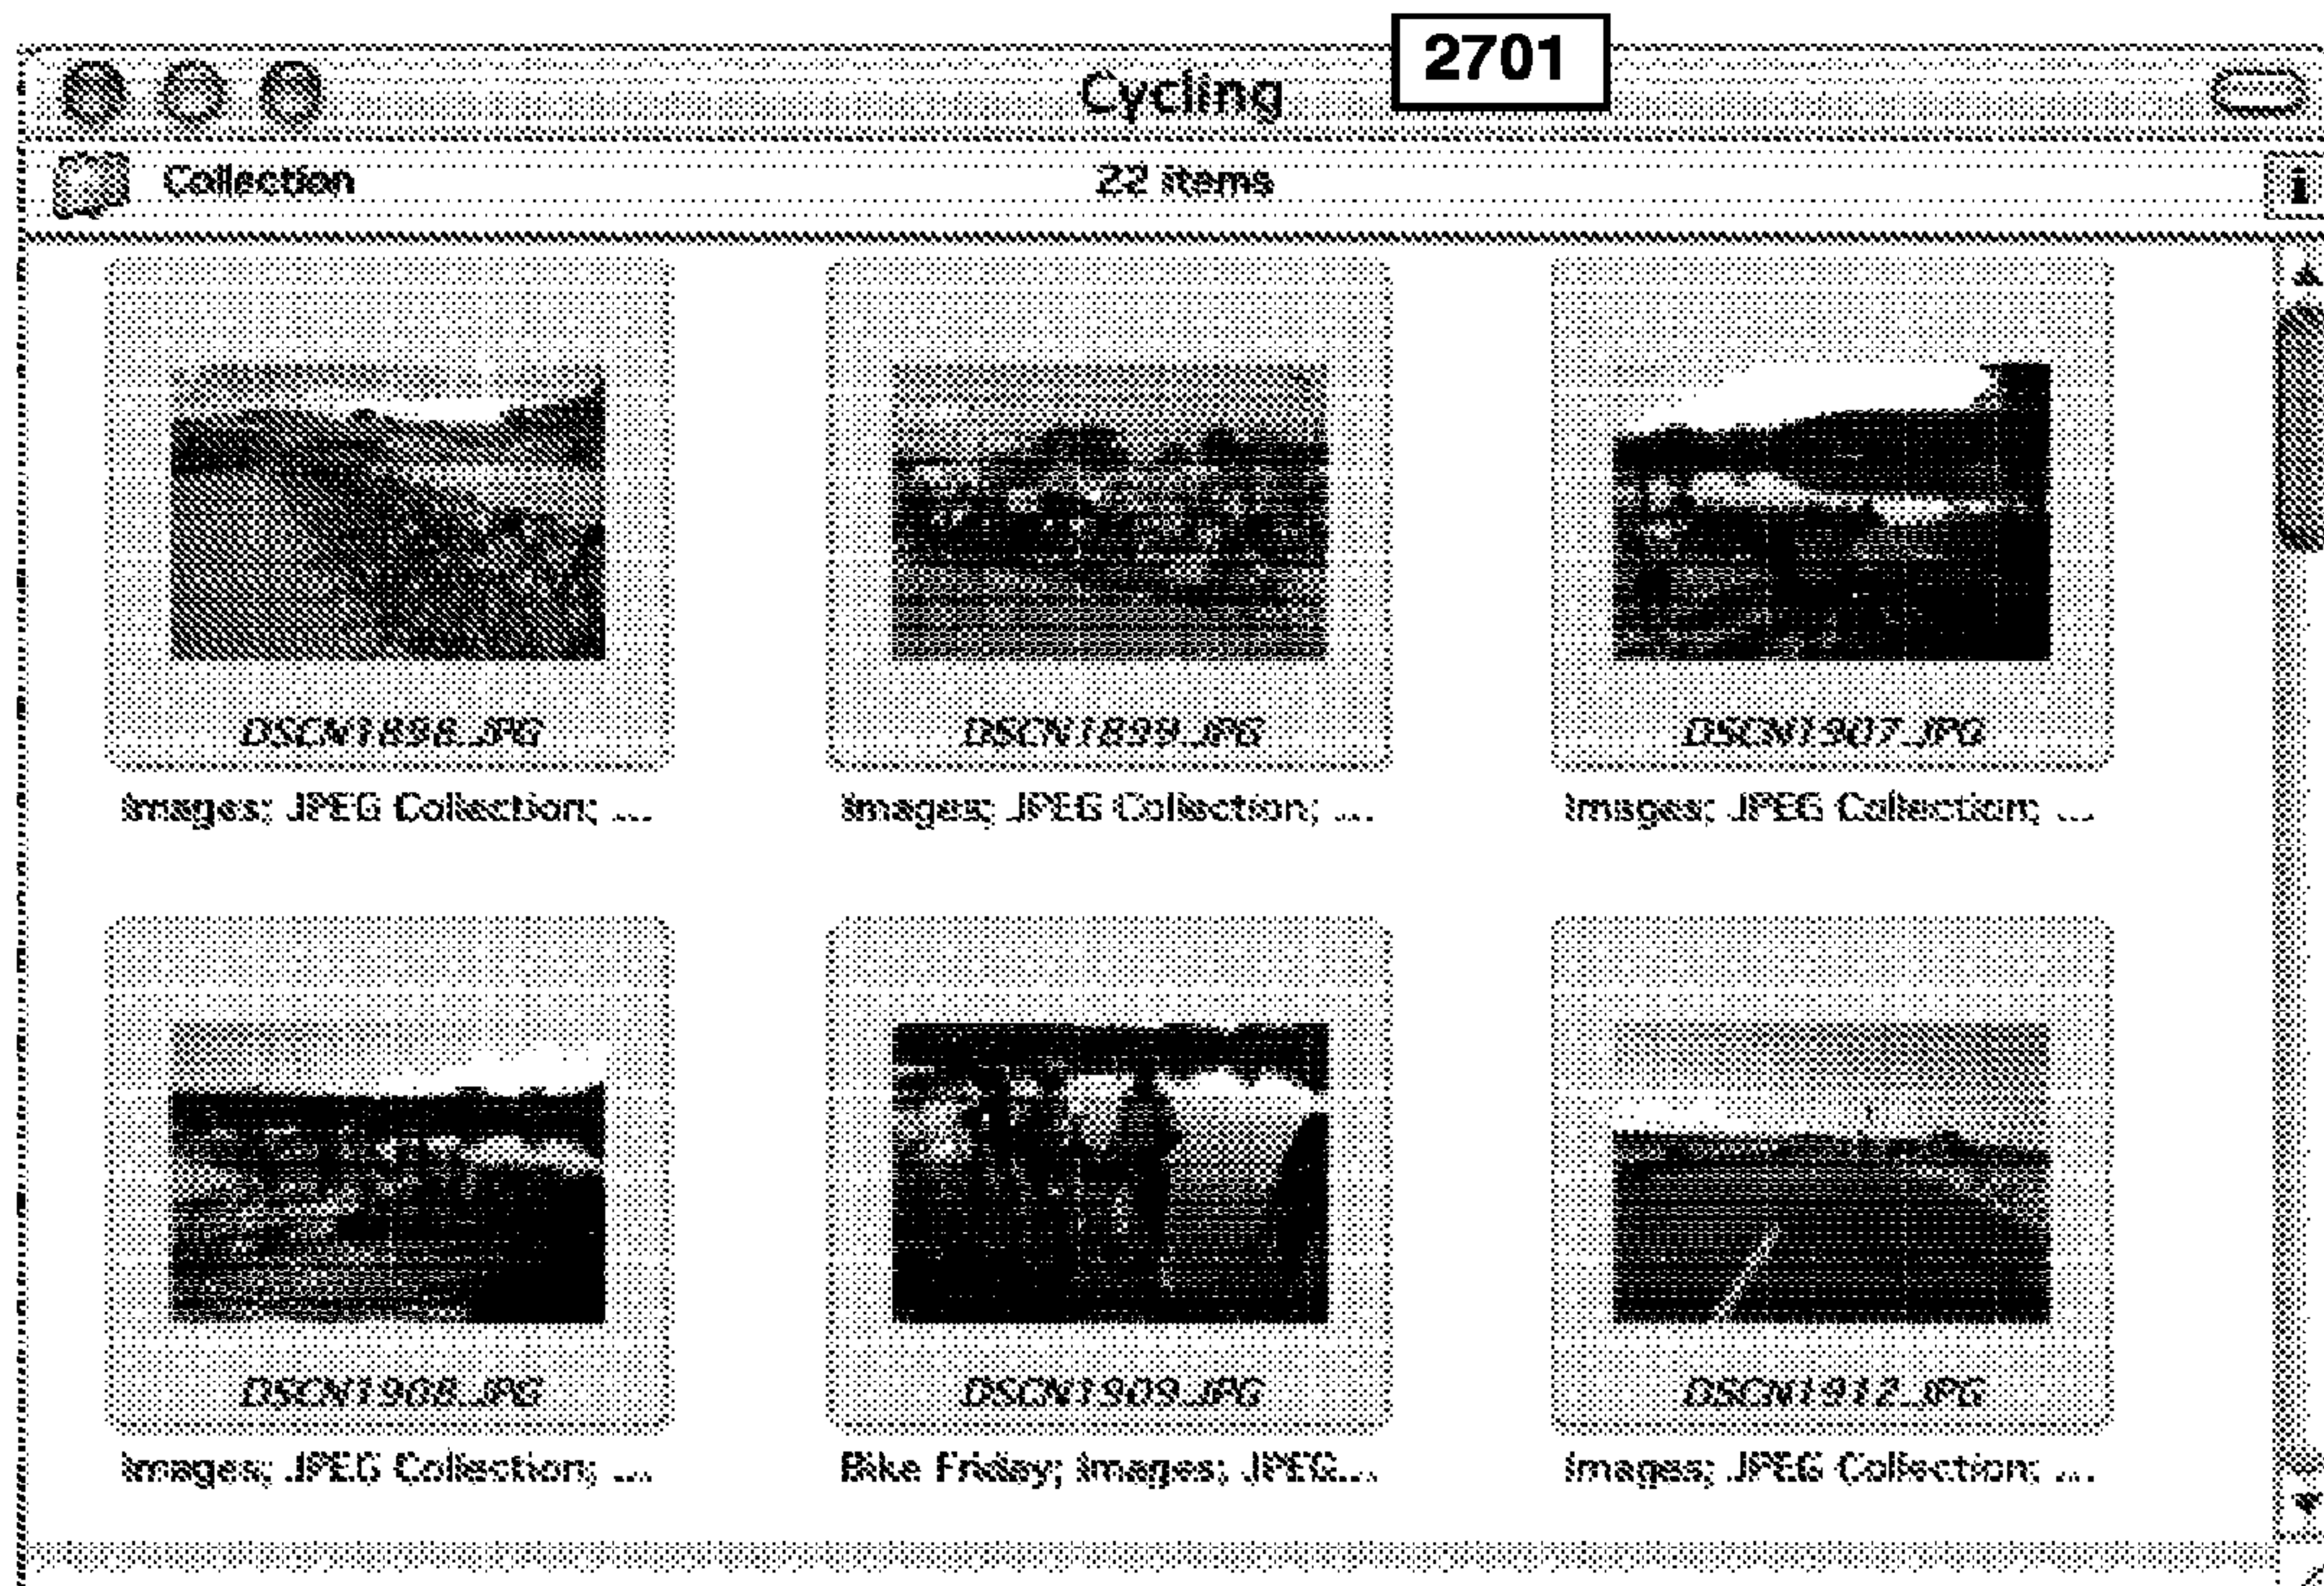 2701
Cycling
Collection 22 items i
DSCN1898.JPG DSCN1899.JPG DSCN1907.JPG
Images; JPEG Collection; ... Images; JPEG Collection; ... Images; JPEG Collection; ...
DSCN1908.JPG DSCN1909.JPG DSCN1912.JPG
Images; JPEG Collection; ... Bike Friday; Images; JPEG... Images; JPEG Collection; ...